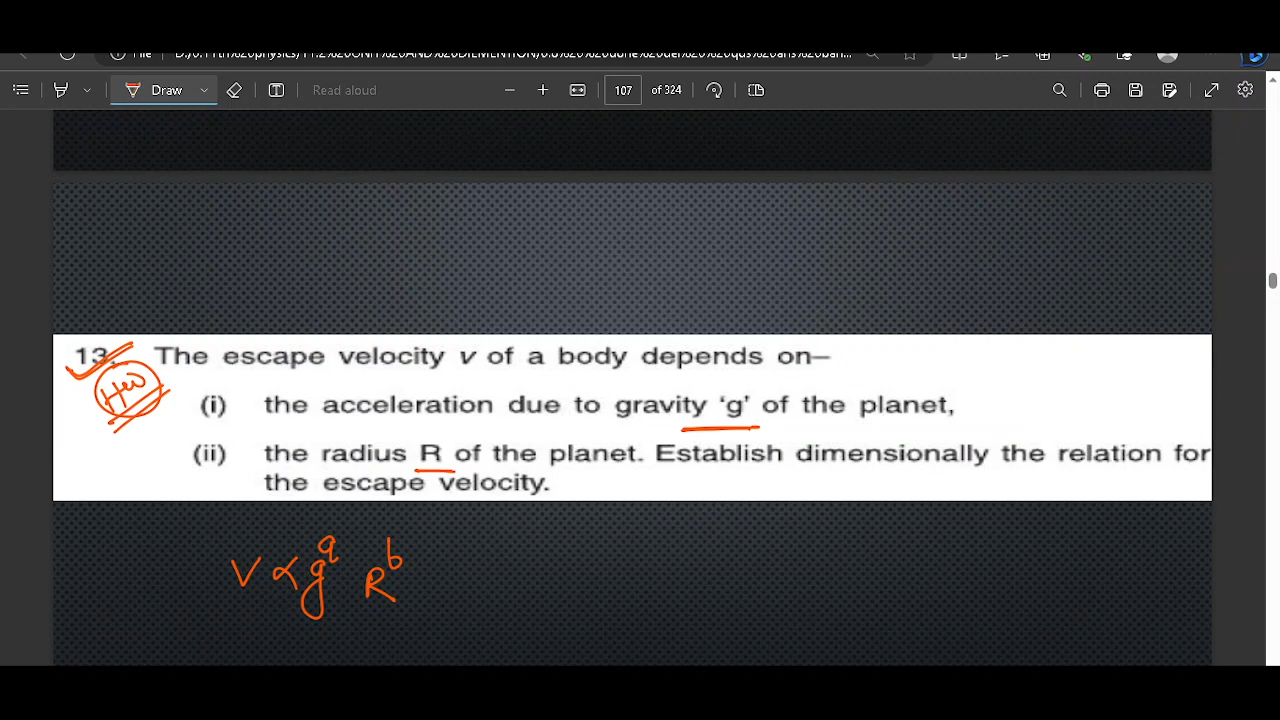 Draw
Read aloud
107 of 324
13. The escape velocity v of a body depends on–
HW
(i) the acceleration due to gravity ‘g’ of the planet,
(ii) the radius R of the planet. Establish dimensionally the relation for
the escape velocity.
V ∝ g^a R^b